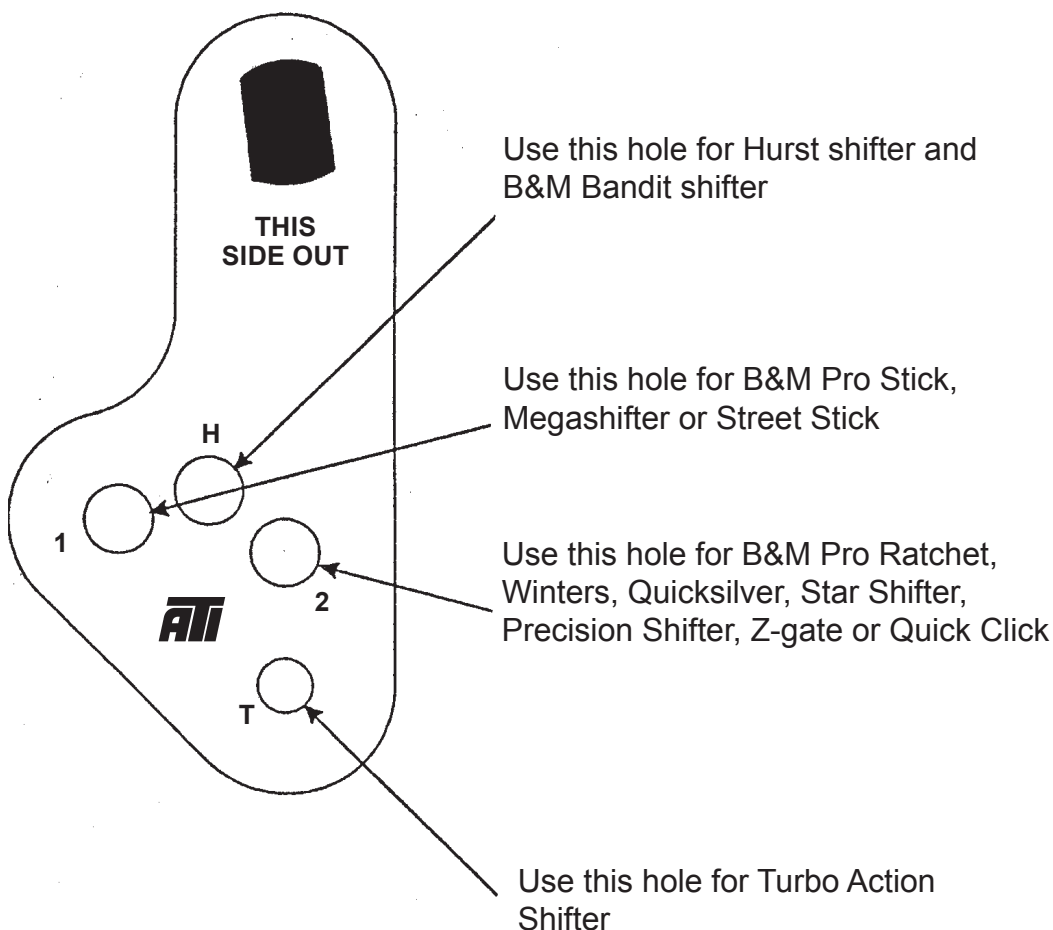 Use this hole for Hurst shifter and
B&M Bandit shifter
THIS
SIDE OUT
Use this hole for B&M Pro Stick,
Megashifter or Street Stick
H
1
2
Use this hole for B&M Pro Ratchet,
Winters, Quicksilver, Star Shifter,
Precision Shifter, Z-gate or Quick Click
ATI
T
Use this hole for Turbo Action
Shifter